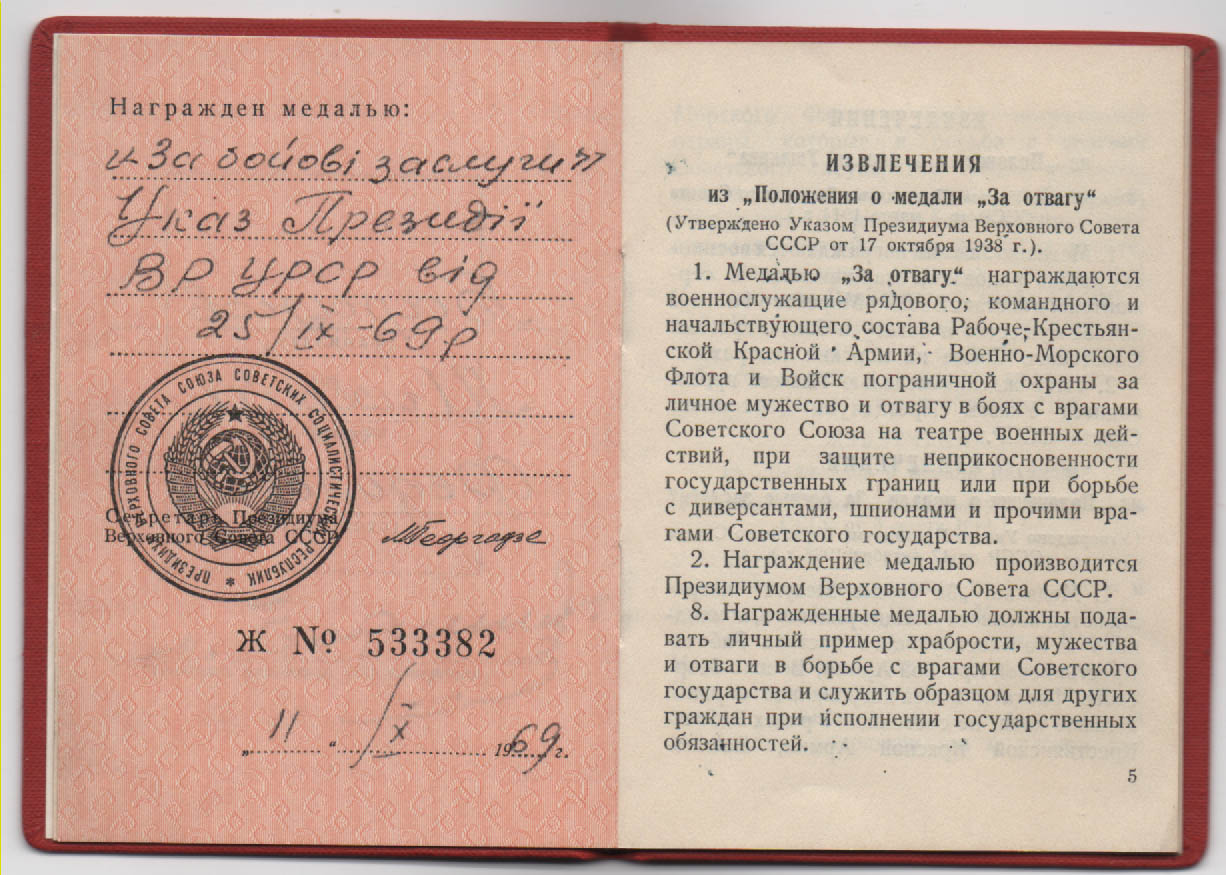 Награжден медалью:
«За бойові заслуги»
Указ Президії
ВР УРСР від
25/IX-69р
ПРЕЗИДИУМ ВЕРХОВНОГО СОВЕТА СОЮЗА СОВЕТСКИХ СОЦИАЛИСТИЧЕСКИХ РЕСПУБЛИК *
Секретарь Президиума
Верховного Совета СССР
МГеоргадзе
Ж № 533382
„11“ /X 1969 г.
ИЗВЛЕЧЕНИЯ
из „Положения о медали „За отвагу“
(Утверждено Указом Президиума Верховного Совета
СССР от 17 октября 1938 г.).
1. Медалью „За отвагу“ награждаются
военнослужащие рядового, командного и
начальствующего состава Рабоче-Крестьян-
ской Красной Армии, Военно-Морского
Флота и Войск пограничной охраны за
личное мужество и отвагу в боях с врагами
Советского Союза на театре военных дей-
ствий, при защите неприкосновенности
государственных границ или при борьбе
с диверсантами, шпионами и прочими вра-
гами Советского государства.
2. Награждение медалью производится
Президиумом Верховного Совета СССР.
8. Награжденные медалью должны пода-
вать личный пример храбрости, мужества
и отваги в борьбе с врагами Советского
государства и служить образцом для других
граждан при исполнении государственных
обязанностей.
5